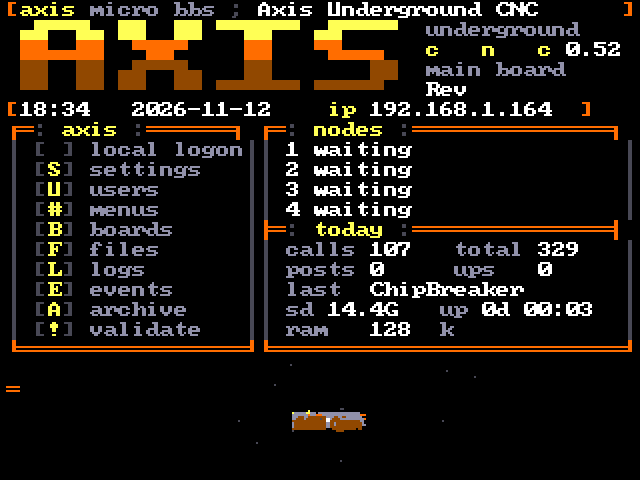 [axis micro bbs ; Axis Underground CNC ]
AXIS
underground
c n c 0.52
main board
Rev
[18:34 2026-11-12 ip 192.168.1.164 ]
: axis :
[ ] local logon
[S] settings
[U] users
[#] menus
[B] boards
[F] files
[L] logs
[E] events
[A] archive
[!] validate
: nodes :
1 waiting
2 waiting
3 waiting
4 waiting
: today :
calls 107 total 329
posts 0 ups 0
last ChipBreaker
sd 14.4G up 0d 00:03
ram 128 k
=